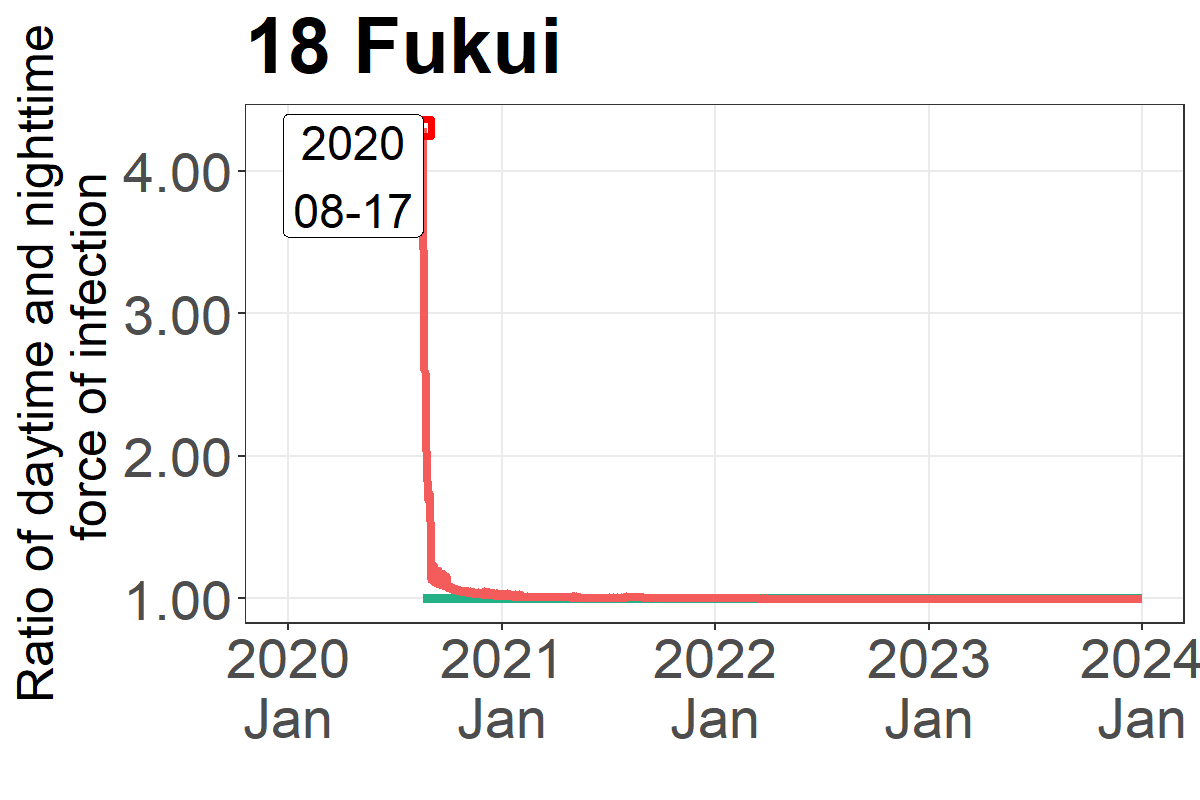 18 Fukui
Ratio of daytime and nighttime
force of infection
4.00
3.00
2.00
1.00
2020
08-17
2020
Jan
2021
Jan
2022
Jan
2023
Jan
2024
Jan